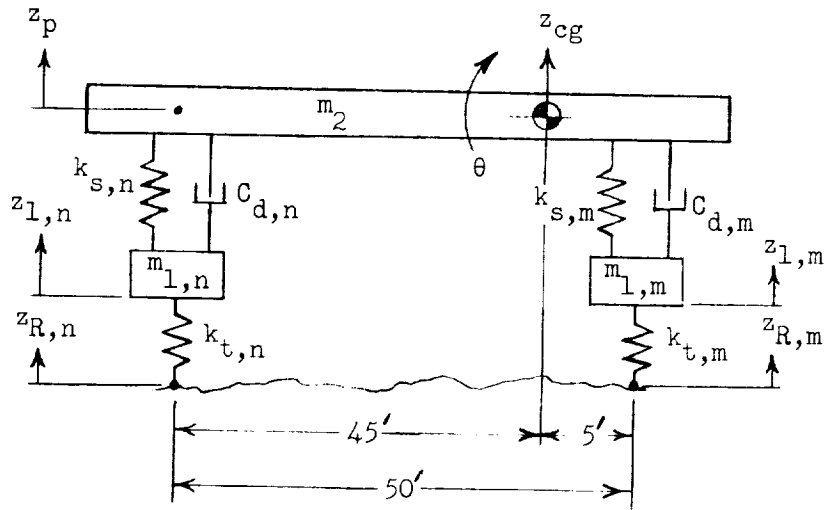 z_p
z_cg
m_2
θ
k_s,n
C_d,n
k_s,m
C_d,m
z_1,n
m_1,n
m_1,m
z_1,m
z_R,n
k_t,n
k_t,m
z_R,m
45′
5′
50′